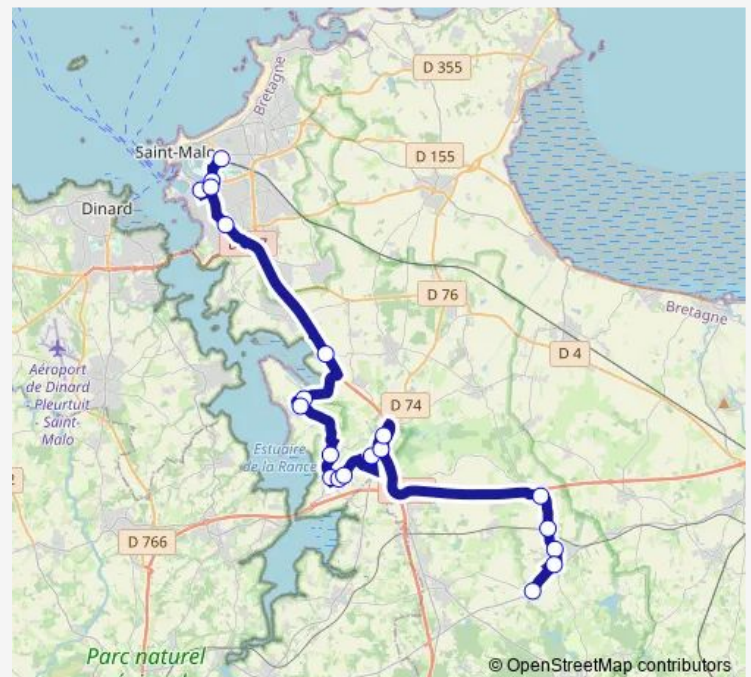 D 355
Bretagne
Saint-Malo
D 155
Dinard
D 76
Bretagne
D 4
Aéroport
de Dinard
- Pleurtuit
- Saint-
Malo
D 74
Estuaire
de la Rance
D 766
Parc naturel
© OpenStreetMap contributors